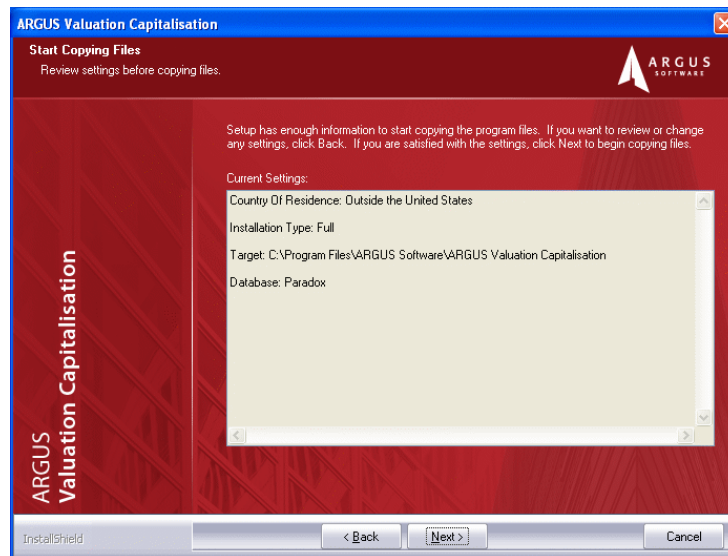 ARGUS Valuation Capitalisation
Start Copying Files
Review settings before copying files.
ARGUS
SOFTWARE
Setup has enough information to start copying the program files. If you want to review or change
any settings, click Back. If you are satisfied with the settings, click Next to begin copying files.
Current Settings:
Country Of Residence: Outside the United States
Installation Type: Full
Target: C:\Program Files\ARGUS Software\ARGUS Valuation Capitalisation
Database: Paradox
ARGUS
Valuation Capitalisation
InstallShield
< Back
Next >
Cancel